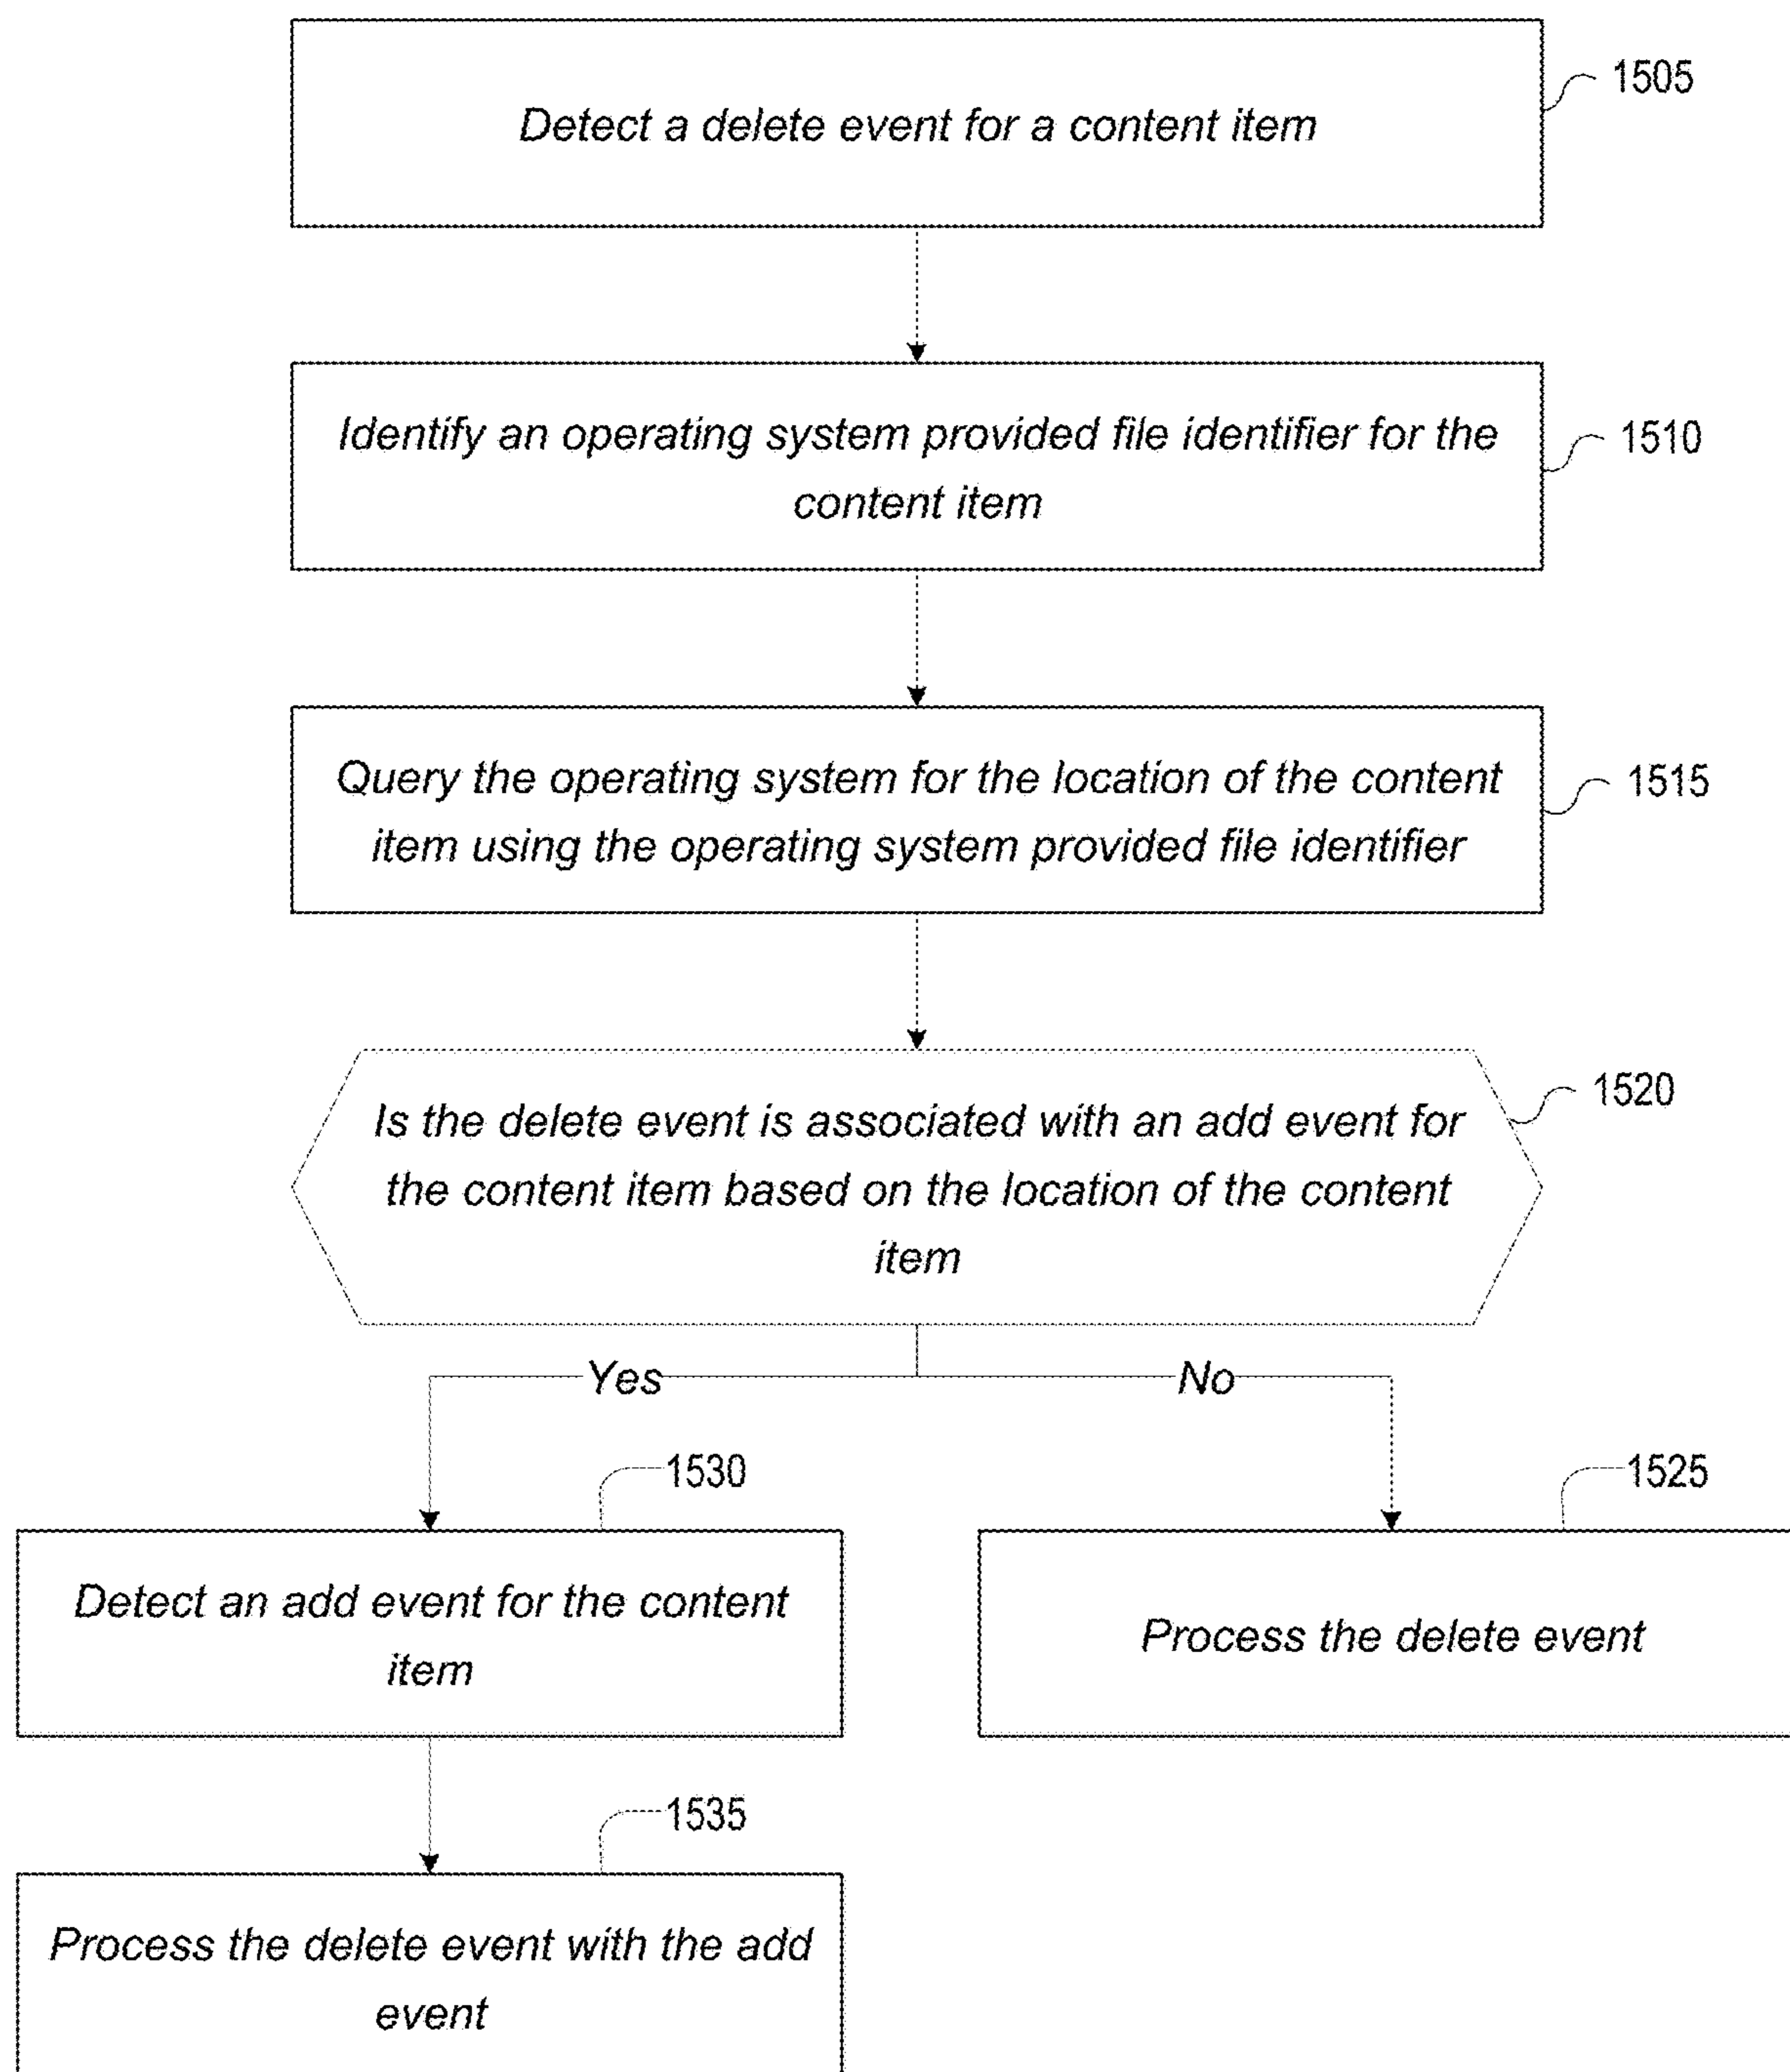 Detect a delete event for a content item
1505
Identify an operating system provided file identifier for the
content item
1510
Query the operating system for the location of the content
item using the operating system provided file identifier
1515
Is the delete event is associated with an add event for
the content item based on the location of the content
item
1520
Yes
No
1530
1525
Detect an add event for the content
item
Process the delete event
1535
Process the delete event with the add
event